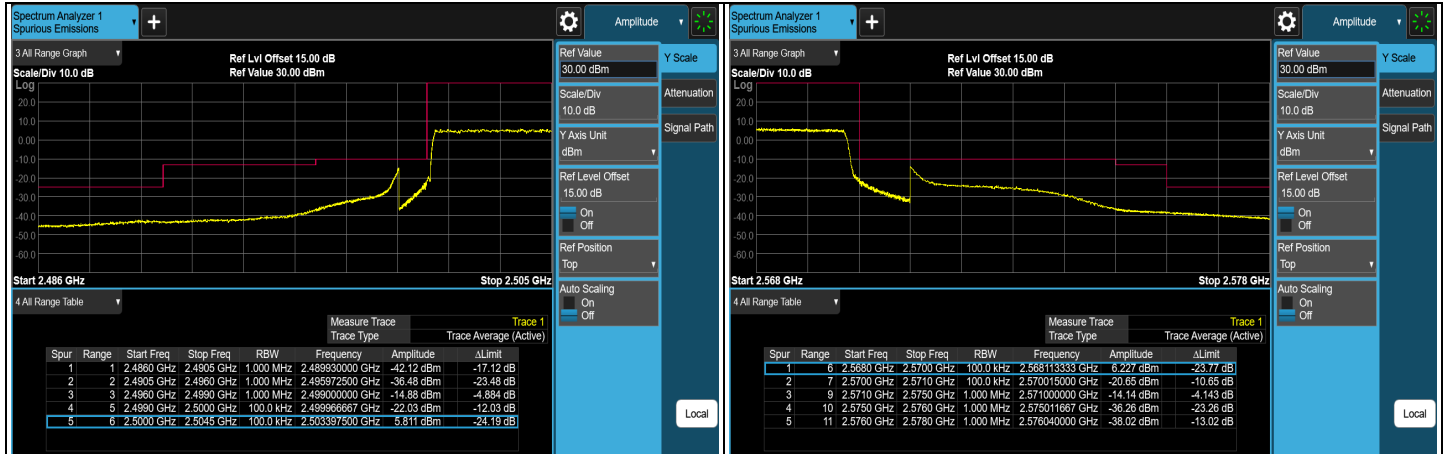 Spectrum Analyzer 1
Spurious Emissions
+
Amplitude
3 All Range Graph
Scale/Div 10.0 dB
Ref Lvl Offset 15.00 dB
Ref Value 30.00 dBm
Log
20.0
10.0
0.00
-10.0
-20.0
-30.0
-40.0
-50.0
-60.0
Start 2.486 GHz
Stop 2.505 GHz
Ref Value
30.00 dBm
Scale/Div
10.0 dB
Y Axis Unit
dBm
Ref Level Offset
15.00 dB
On
Off
Ref Position
Top
Auto Scaling
On
Off
Y Scale
Attenuation
Signal Path
Local
4 All Range Table
Measure Trace Trace 1
Trace Type Trace Average (Active)
Spur Range Start Freq Stop Freq RBW Frequency Amplitude ΔLimit
1 1 2.4860 GHz 2.4905 GHz 1.000 MHz 2.489930000 GHz -42.12 dBm -17.12 dB
2 2 2.4905 GHz 2.4960 GHz 1.000 MHz 2.495972500 GHz -36.48 dBm -23.48 dB
3 3 2.4960 GHz 2.4990 GHz 1.000 MHz 2.499000000 GHz -14.88 dBm -4.884 dB
4 5 2.4990 GHz 2.5000 GHz 100.0 kHz 2.499966667 GHz -22.03 dBm -12.03 dB
5 6 2.5000 GHz 2.5045 GHz 100.0 kHz 2.503397500 GHz 5.811 dBm -24.19 dB
Spectrum Analyzer 1
Spurious Emissions
+
Amplitude
3 All Range Graph
Scale/Div 10.0 dB
Ref Lvl Offset 15.00 dB
Ref Value 30.00 dBm
Log
20.0
10.0
0.00
-10.0
-20.0
-30.0
-40.0
-50.0
-60.0
Start 2.568 GHz
Stop 2.578 GHz
Ref Value
30.00 dBm
Scale/Div
10.0 dB
Y Axis Unit
dBm
Ref Level Offset
15.00 dB
On
Off
Ref Position
Top
Auto Scaling
On
Off
Y Scale
Attenuation
Signal Path
Local
4 All Range Table
Measure Trace Trace 1
Trace Type Trace Average (Active)
Spur Range Start Freq Stop Freq RBW Frequency Amplitude ΔLimit
1 6 2.5680 GHz 2.5700 GHz 100.0 kHz 2.568113333 GHz 6.227 dBm -23.77 dB
2 7 2.5700 GHz 2.5710 GHz 100.0 kHz 2.570015000 GHz -20.65 dBm -10.65 dB
3 9 2.5710 GHz 2.5750 GHz 1.000 MHz 2.571000000 GHz -14.14 dBm -4.143 dB
4 10 2.5750 GHz 2.5760 GHz 1.000 MHz 2.575011667 GHz -36.26 dBm -23.26 dB
5 11 2.5760 GHz 2.5780 GHz 1.000 MHz 2.576040000 GHz -38.02 dBm -13.02 dB